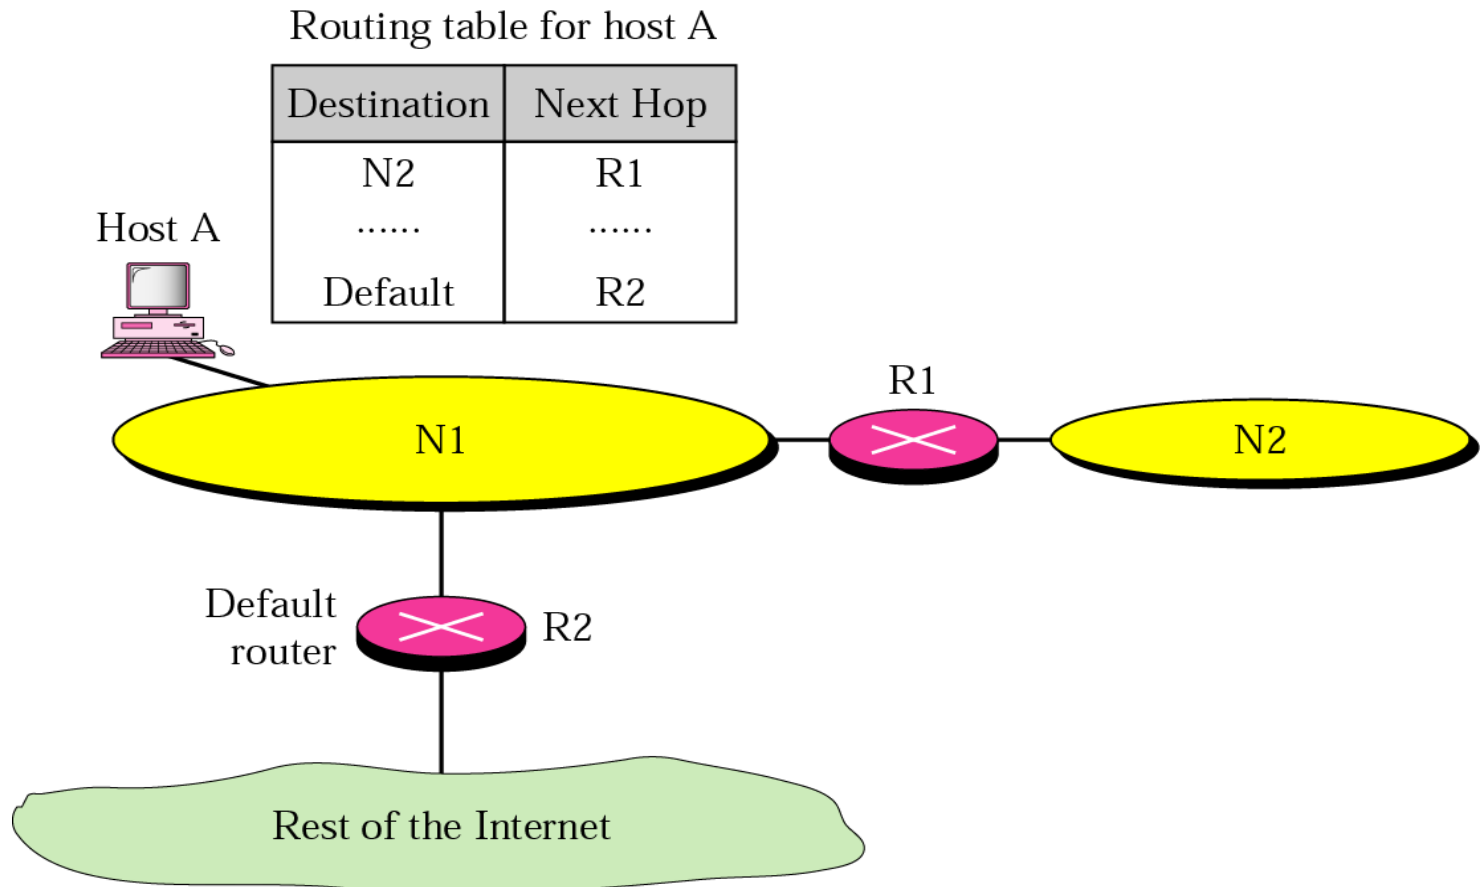 Routing table for host A
Destination Next Hop
N2 R1
...... ......
Default R2
Host A
R1
N1
N2
Default
router
R2
Rest of the Internet